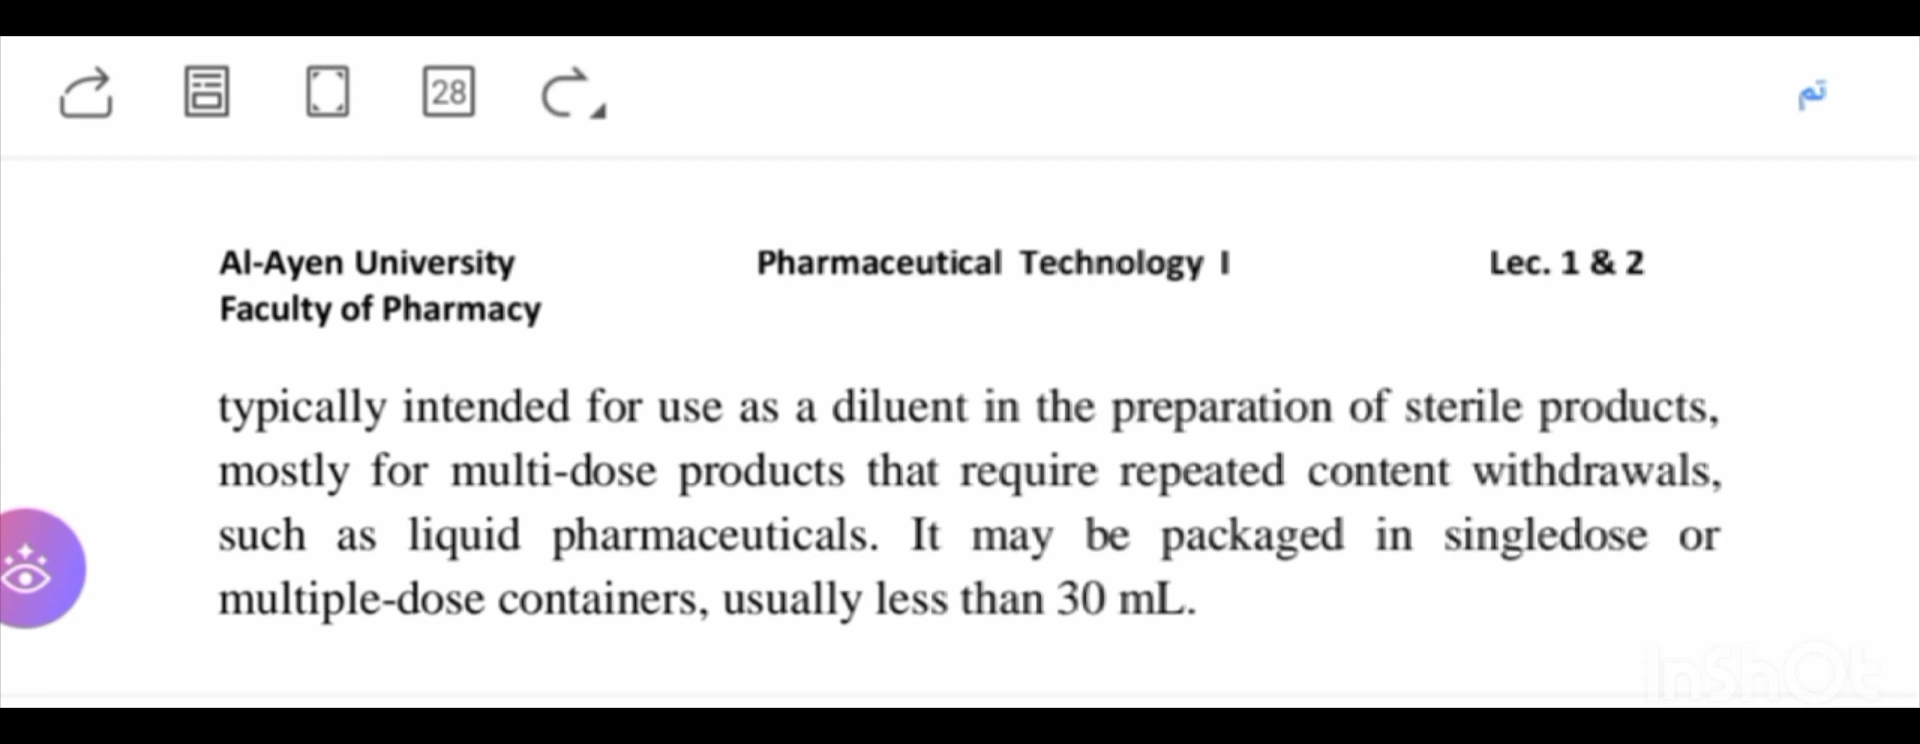 28
تم
Al-Ayen University Pharmaceutical Technology I Lec. 1 & 2
Faculty of Pharmacy
typically intended for use as a diluent in the preparation of sterile products,
mostly for multi-dose products that require repeated content withdrawals,
such as liquid pharmaceuticals. It may be packaged in singledose or
multiple-dose containers, usually less than 30 mL.
InShOt